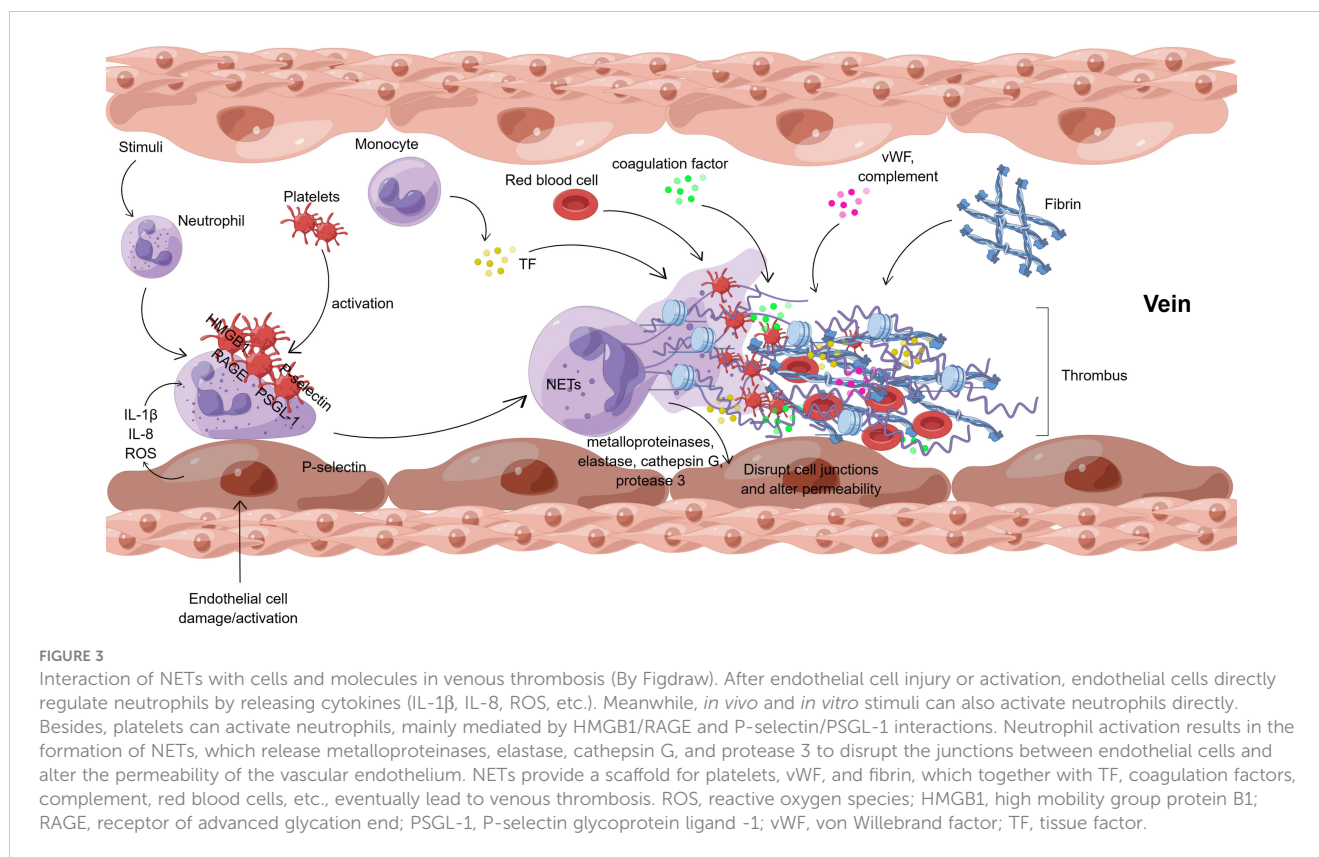 Stimuli
Neutrophil
Platelets
Monocyte
Red blood cell
coagulation factor
vWF,
complement
Fibrin
TF
activation
Vein
HMGB1
RAGE
P-selectin
PSGL-1
NETs
Thrombus
IL-1β
IL-8
ROS
P-selectin
metalloproteinases,
elastase, cathepsin G,
protease 3
Disrupt cell junctions
and alter permeability
Endothelial cell
damage/activation
FIGURE 3
Interaction of NETs with cells and molecules in venous thrombosis (By Figdraw). After endothelial cell injury or activation, endothelial cells directly
regulate neutrophils by releasing cytokines (IL-1β, IL-8, ROS, etc.). Meanwhile, in vivo and in vitro stimuli can also activate neutrophils directly.
Besides, platelets can activate neutrophils, mainly mediated by HMGB1/RAGE and P-selectin/PSGL-1 interactions. Neutrophil activation results in the
formation of NETs, which release metalloproteinases, elastase, cathepsin G, and protease 3 to disrupt the junctions between endothelial cells and
alter the permeability of the vascular endothelium. NETs provide a scaffold for platelets, vWF, and fibrin, which together with TF, coagulation factors,
complement, red blood cells, etc., eventually lead to venous thrombosis. ROS, reactive oxygen species; HMGB1, high mobility group protein B1;
RAGE, receptor of advanced glycation end; PSGL-1, P-selectin glycoprotein ligand -1; vWF, von Willebrand factor; TF, tissue factor.